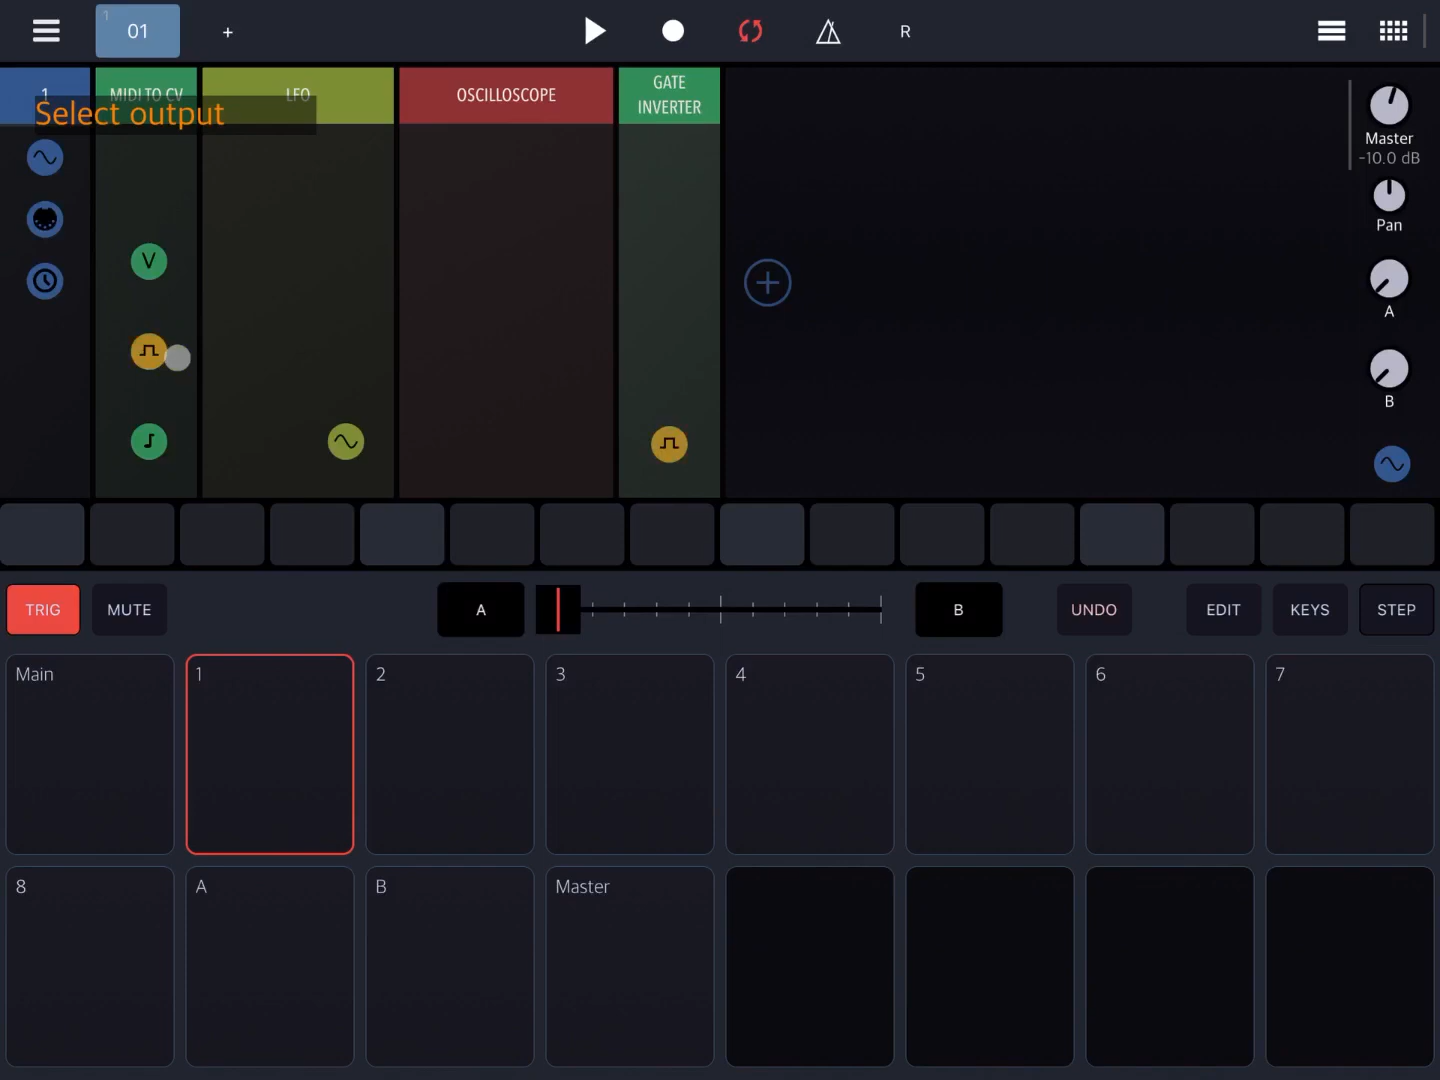 1
01
+
R
1
MIDI TO CV
LFO
OSCILLOSCOPE
GATE
INVERTER
Select output
Master
-10.0 dB
Pan
V
A
B
TRIG
MUTE
A
B
UNDO
EDIT
KEYS
STEP
Main
1
2
3
4
5
6
7
8
A
B
Master